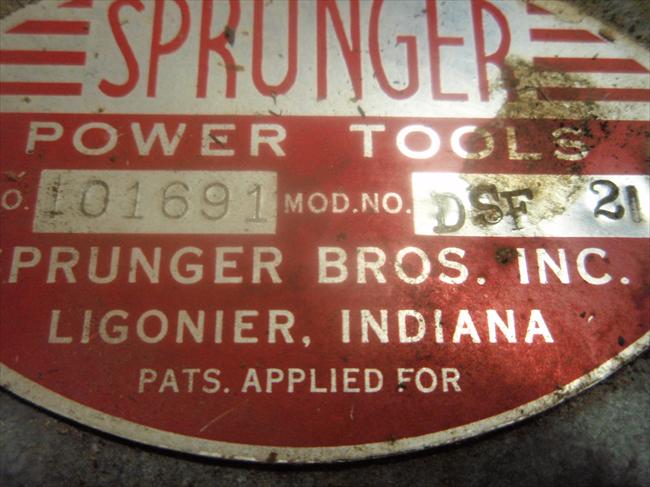 SPRUNGER
POWER TOOLS
O. 101691 MOD.NO. DSF 21
PRUNGER BROS. INC.
LIGONIER, INDIANA
PATS. APPLIED FOR